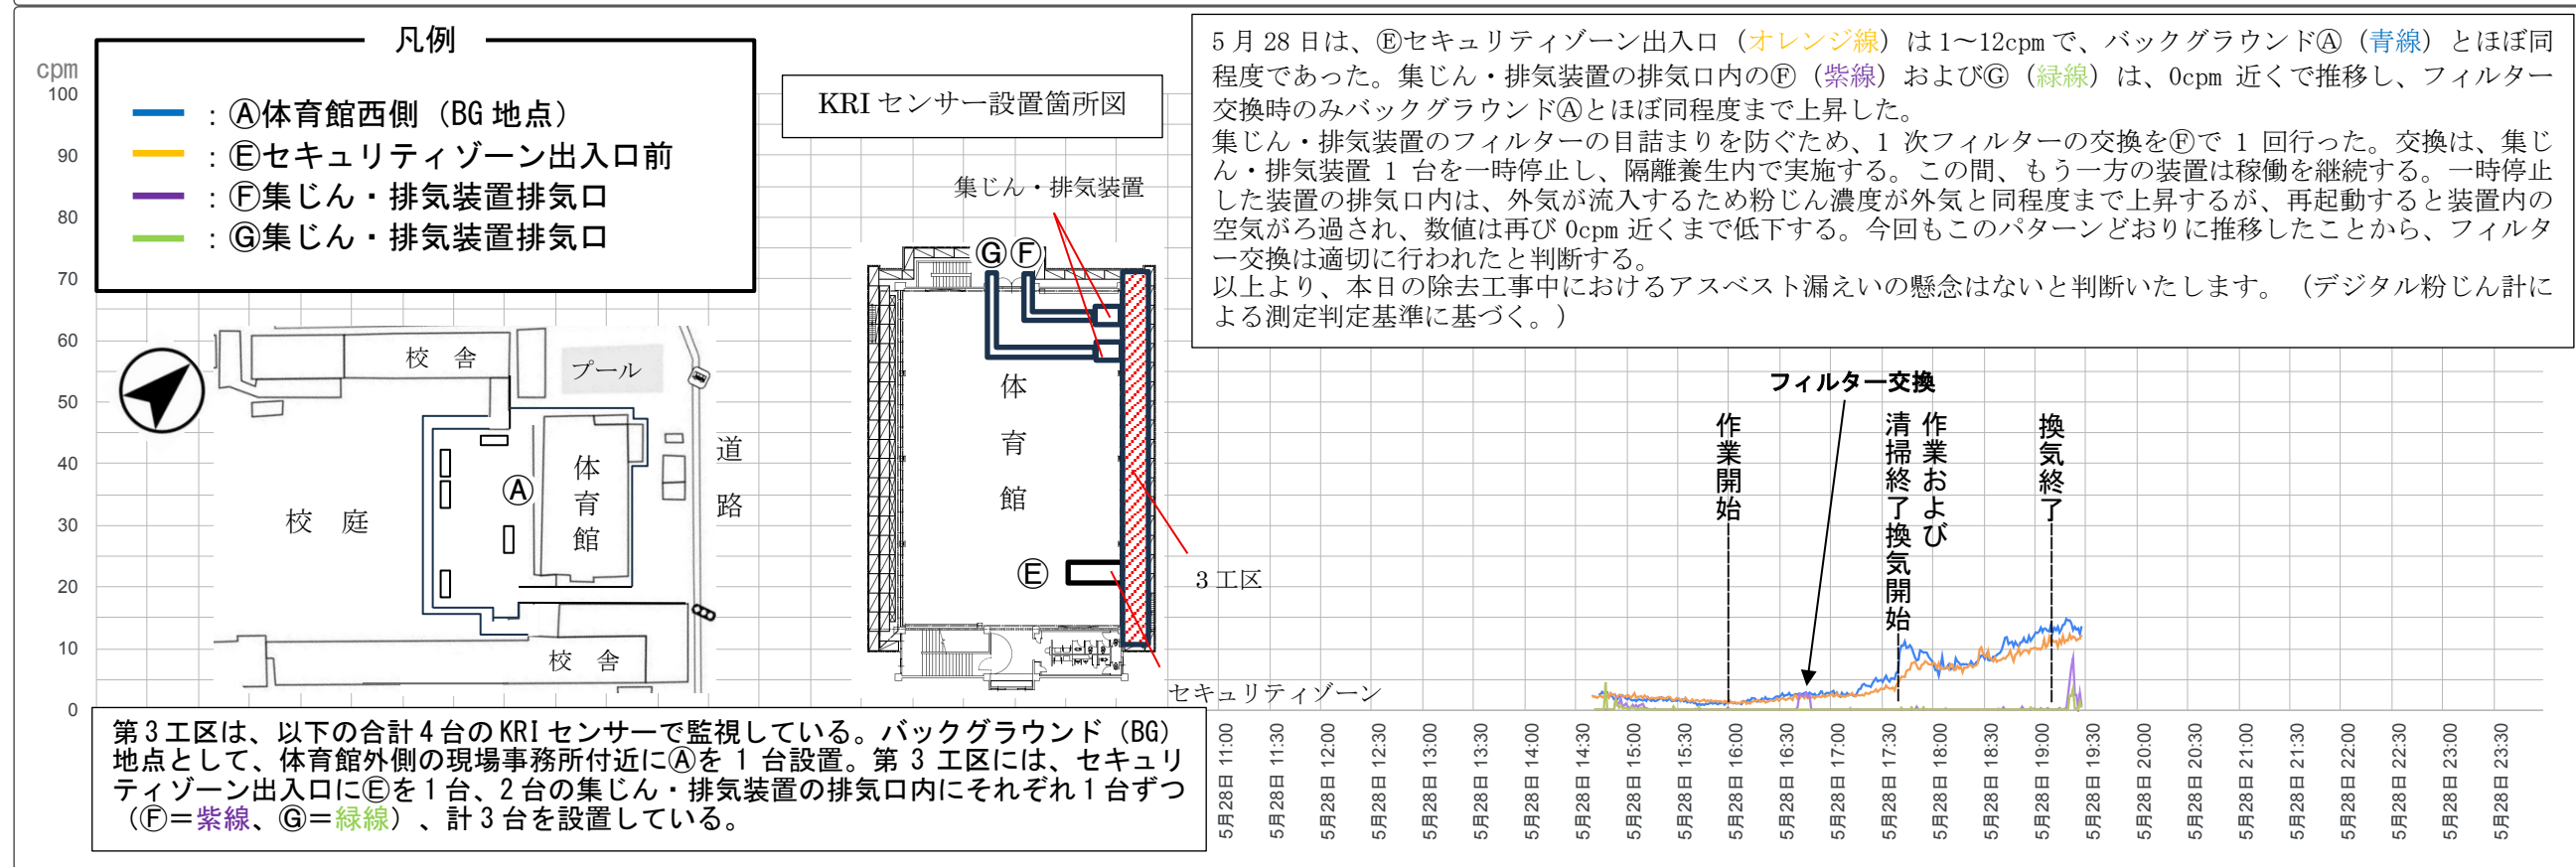 凡例
cpm
：Ⓐ体育館西側（BG 地点）
：Ⓔセキュリティゾーン出入口前
：Ⓕ集じん・排気装置排気口
：Ⓖ集じん・排気装置排気口
100
90
80
70
60
50
40
30
20
10
0
校 舎
プール
体育館
Ⓐ
校 庭
道路
校 舎
KRI センサー設置箇所図
集じん・排気装置
ⒼⒻ
体育館
Ⓔ
3 工区
セキュリティゾーン
5 月 28 日は、Ⓔセキュリティゾーン出入口（オレンジ線）は 1～12cpm で、バックグラウンドⒶ（青線）とほぼ同
程度であった。集じん・排気装置の排気口内のⒻ（紫線）およびⒼ（緑線）は、0cpm 近くで推移し、フィルター
交換時のみバックグラウンドⒶとほぼ同程度まで上昇した。
集じん・排気装置のフィルターの目詰まりを防ぐため、1 次フィルターの交換をⒻで 1 回行った。交換は、集じ
ん・排気装置 1 台を一時停止し、隔離養生内で実施する。この間、もう一方の装置は稼働を継続する。一時停止
した装置の排気口内は、外気が流入するため粉じん濃度が外気と同程度まで上昇するが、再起動すると装置内の
空気がろ過され、数値は再び 0cpm 近くまで低下する。今回もこのパターンどおりに推移したことから、フィルタ
ー交換は適切に行われたと判断する。
以上より、本日の除去工事中におけるアスベスト漏えいの懸念はないと判断いたします。（デジタル粉じん計に
よる測定判定基準に基づく。）
フィルター交換
作業開始
作業および
清掃終了換気開始
換気終了
第 3 工区は、以下の合計 4 台の KRI センサーで監視している。バックグラウンド（BG）
地点として、体育館外側の現場事務所付近にⒶを 1 台設置。第 3 工区には、セキュリ
ティゾーン出入口にⒺを 1 台、2 台の集じん・排気装置の排気口内にそれぞれ 1 台ずつ
（Ⓕ＝紫線、Ⓖ＝緑線）、計 3 台を設置している。
5月28日 11:00
5月28日 11:30
5月28日 12:00
5月28日 12:30
5月28日 13:00
5月28日 13:30
5月28日 14:00
5月28日 14:30
5月28日 15:00
5月28日 15:30
5月28日 16:00
5月28日 16:30
5月28日 17:00
5月28日 17:30
5月28日 18:00
5月28日 18:30
5月28日 19:00
5月28日 19:30
5月28日 20:00
5月28日 20:30
5月28日 21:00
5月28日 21:30
5月28日 22:00
5月28日 22:30
5月28日 23:00
5月28日 23:30